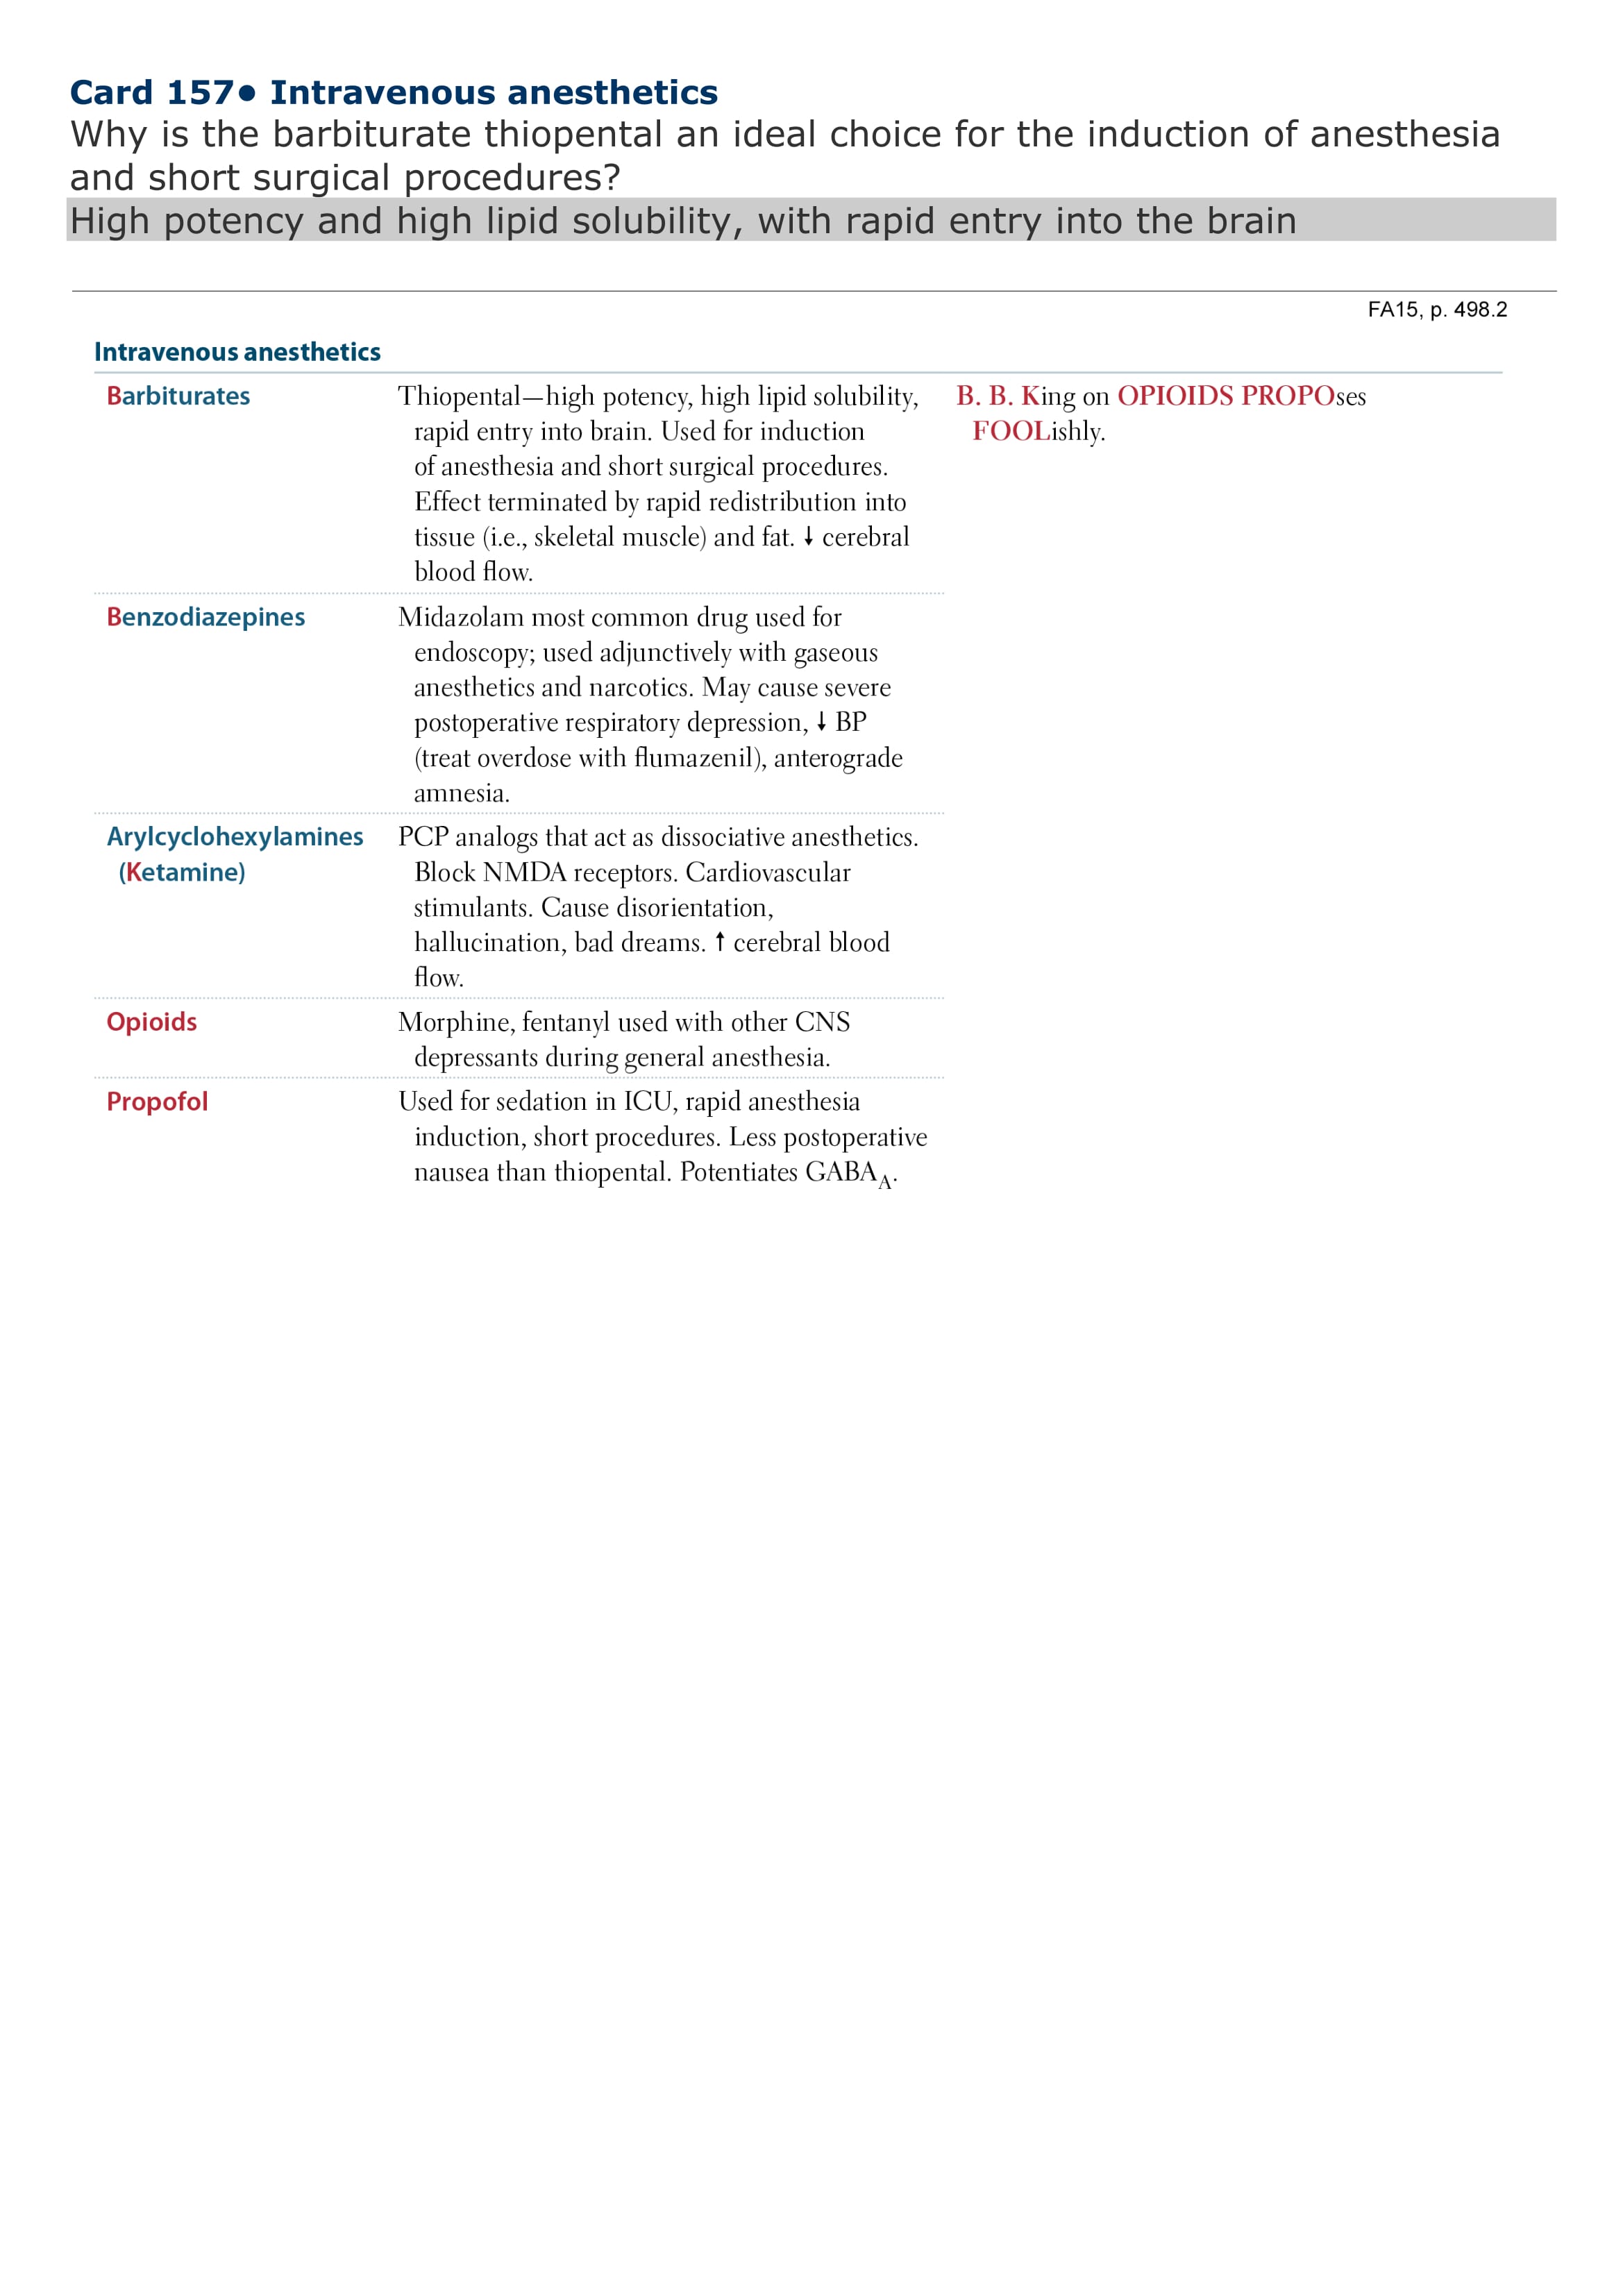 Card 157• Intravenous anesthetics
Why is the barbiturate thiopental an ideal choice for the induction of anesthesia
and short surgical procedures?
High potency and high lipid solubility, with rapid entry into the brain
FA15, p. 498.2
Intravenous anesthetics
Barbiturates
Thiopental—high potency, high lipid solubility,
rapid entry into brain. Used for induction
of anesthesia and short surgical procedures.
Effect terminated by rapid redistribution into
tissue (i.e., skeletal muscle) and fat. ↓ cerebral
blood flow.
B. B. King on OPIOIDS PROPOses
FOOLishly.
Benzodiazepines
Midazolam most common drug used for
endoscopy; used adjunctively with gaseous
anesthetics and narcotics. May cause severe
postoperative respiratory depression, ↓ BP
(treat overdose with flumazenil), anterograde
amnesia.
Arylcyclohexylamines
(Ketamine)
PCP analogs that act as dissociative anesthetics.
Block NMDA receptors. Cardiovascular
stimulants. Cause disorientation,
hallucination, bad dreams. ↑ cerebral blood
flow.
Opioids
Morphine, fentanyl used with other CNS
depressants during general anesthesia.
Propofol
Used for sedation in ICU, rapid anesthesia
induction, short procedures. Less postoperative
nausea than thiopental. Potentiates GABAA.